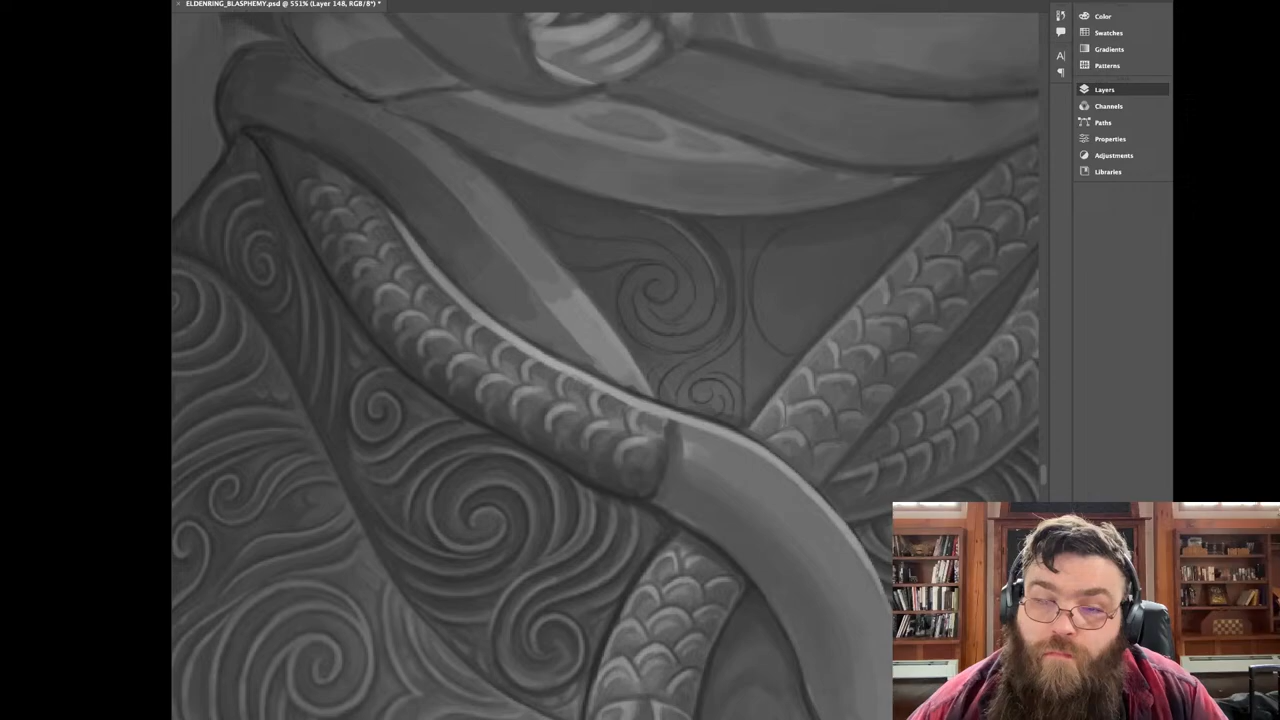 × ELDENRING_BLASPHEMY.psd @ 551% (Layer 148, RGB/8*) *
Color
Swatches
Gradients
Patterns
Layers
Channels
Paths
Properties
Adjustments
Libraries